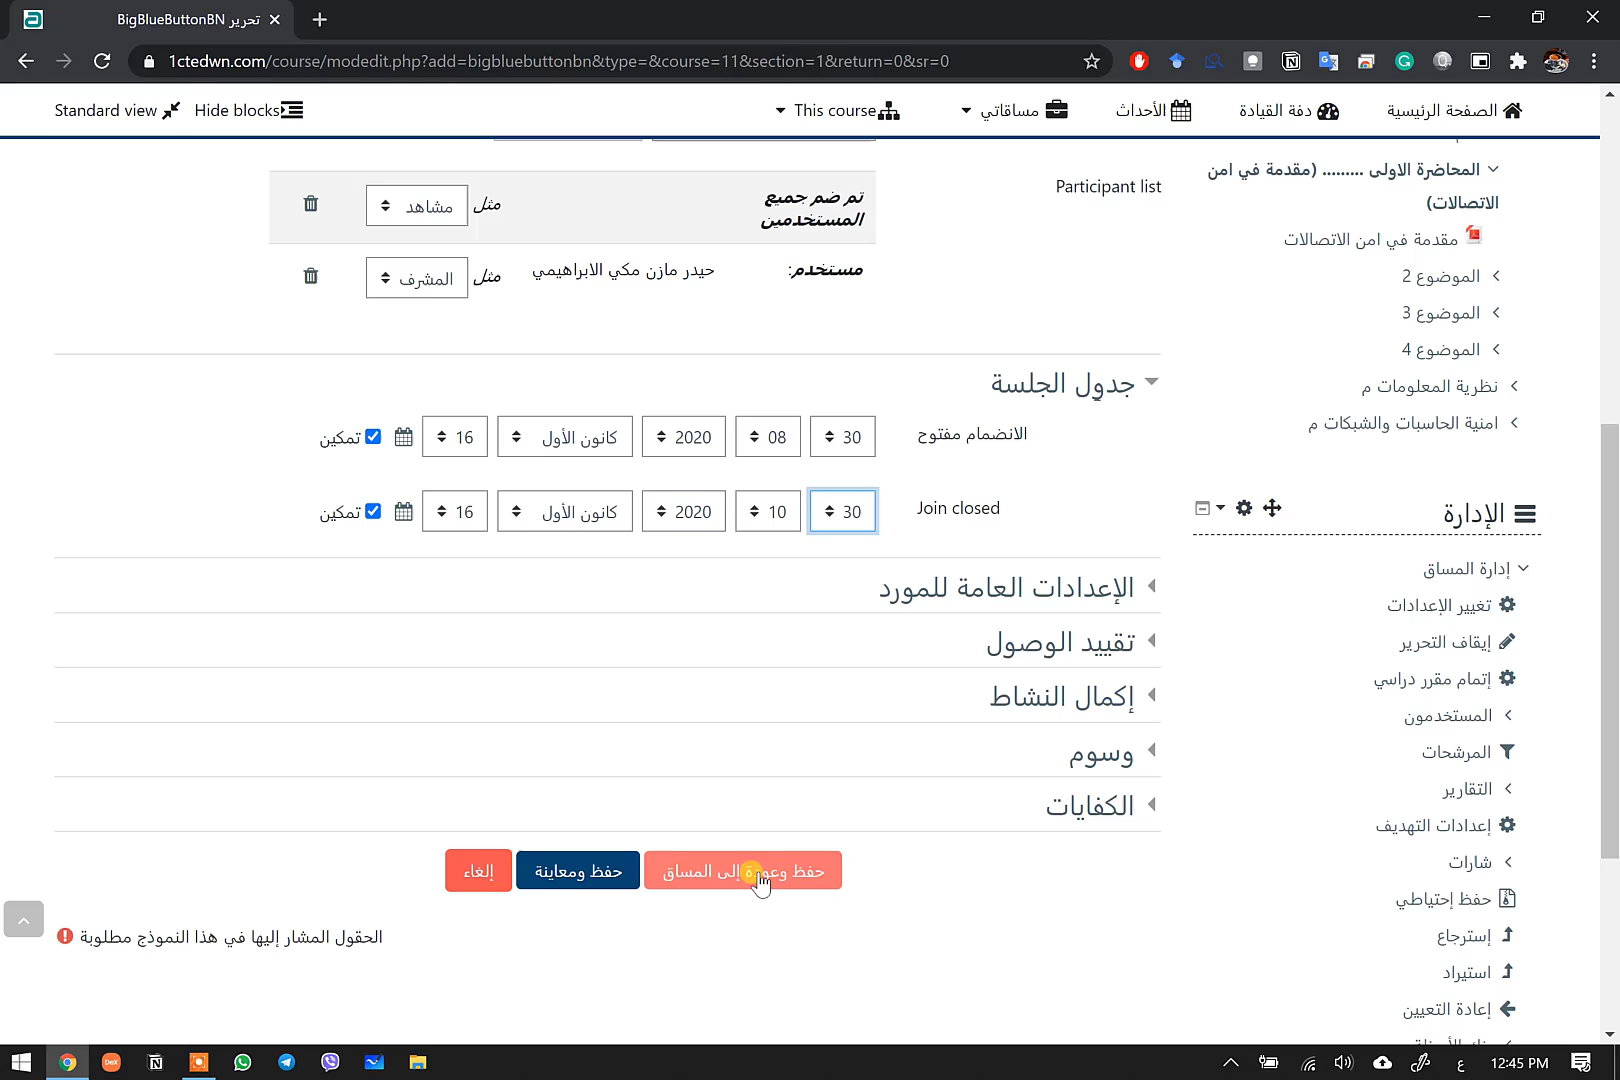 تحرير BigBlueButtonBN
1ctedwn.com/course/modedit.php?add=bigbluebuttonbn&type=&course=11&section=1&return=0&sr=0
الصفحة الرئيسية
دفة القيادة
الأحداث
مساقاتي
This course
Hide blocks
Standard view
المحاضرة الاولى ......... (مقدمة في امن
الاتصالات)
مقدمة في امن الاتصالات
الموضوع 2
الموضوع 3
الموضوع 4
نظرية المعلومات م
امنية الحاسبات والشبكات م
الإدارة
إدارة المساق
تغيير الإعدادات
إيقاف التحرير
إتمام مقرر دراسي
المستخدمون
المرشحات
التقارير
إعدادات التهديف
شارات
حفظ إحتياطي
إسترجاع
استيراد
إعادة التعيين
Participant list
تم ضم جميع
المستخدمين
مثل
مشاهد
مستخدم:
حيدر مازن مكي الابراهيمي
مثل
المشرف
جدول الجلسة
الانضمام مفتوح
30 08 2020 كانون الأول 16 تمكين
Join closed
30 10 2020 كانون الأول 16 تمكين
الإعدادات العامة للمورد
تقييد الوصول
إكمال النشاط
وسوم
الكفايات
حفظ وعودة إلى المساق
حفظ ومعاينة
إلغاء
الحقول المشار إليها في هذا النموذج مطلوبة
ع
12:45 PM